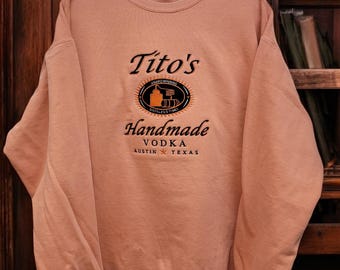 Tito's
Handmade
VODKA
AUSTIN ★ TEXAS